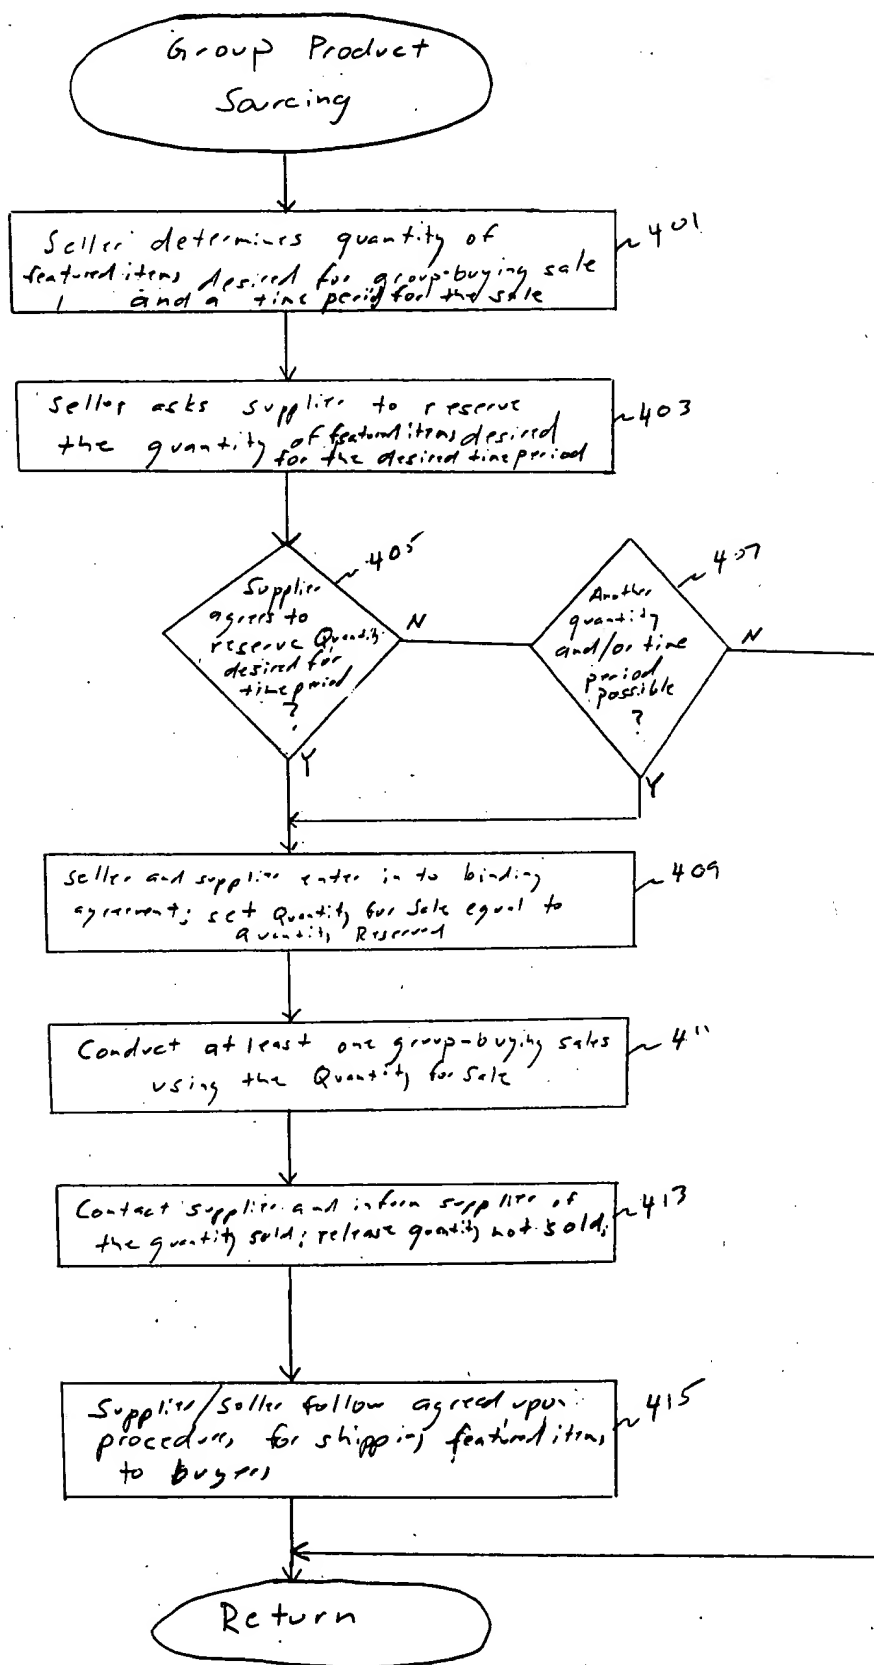 Group Product
Sourcing
Seller determines quantity of
featured items desired for group-buying sale
and a time period for the sale
401
Seller asks supplier to reserve
the quantity of featured items desired
for the desired time period
403
Supplier
agrees to
reserve Quantity
desired for
time period
?
405
N
Y
Another
quantity
and/or time
period
possible
?
407
N
Y
Seller and supplier enter in to binding
agreement; set Quantity for Sale equal to
Quantity Reserved
409
Conduct at least one group-buying sales
using the Quantity for Sale
411
Contact supplier and inform supplier of
the quantity sold; release quantity not sold;
413
Supplier/Seller follow agreed upon
procedures for shipping featured items
to buyers
415
Return